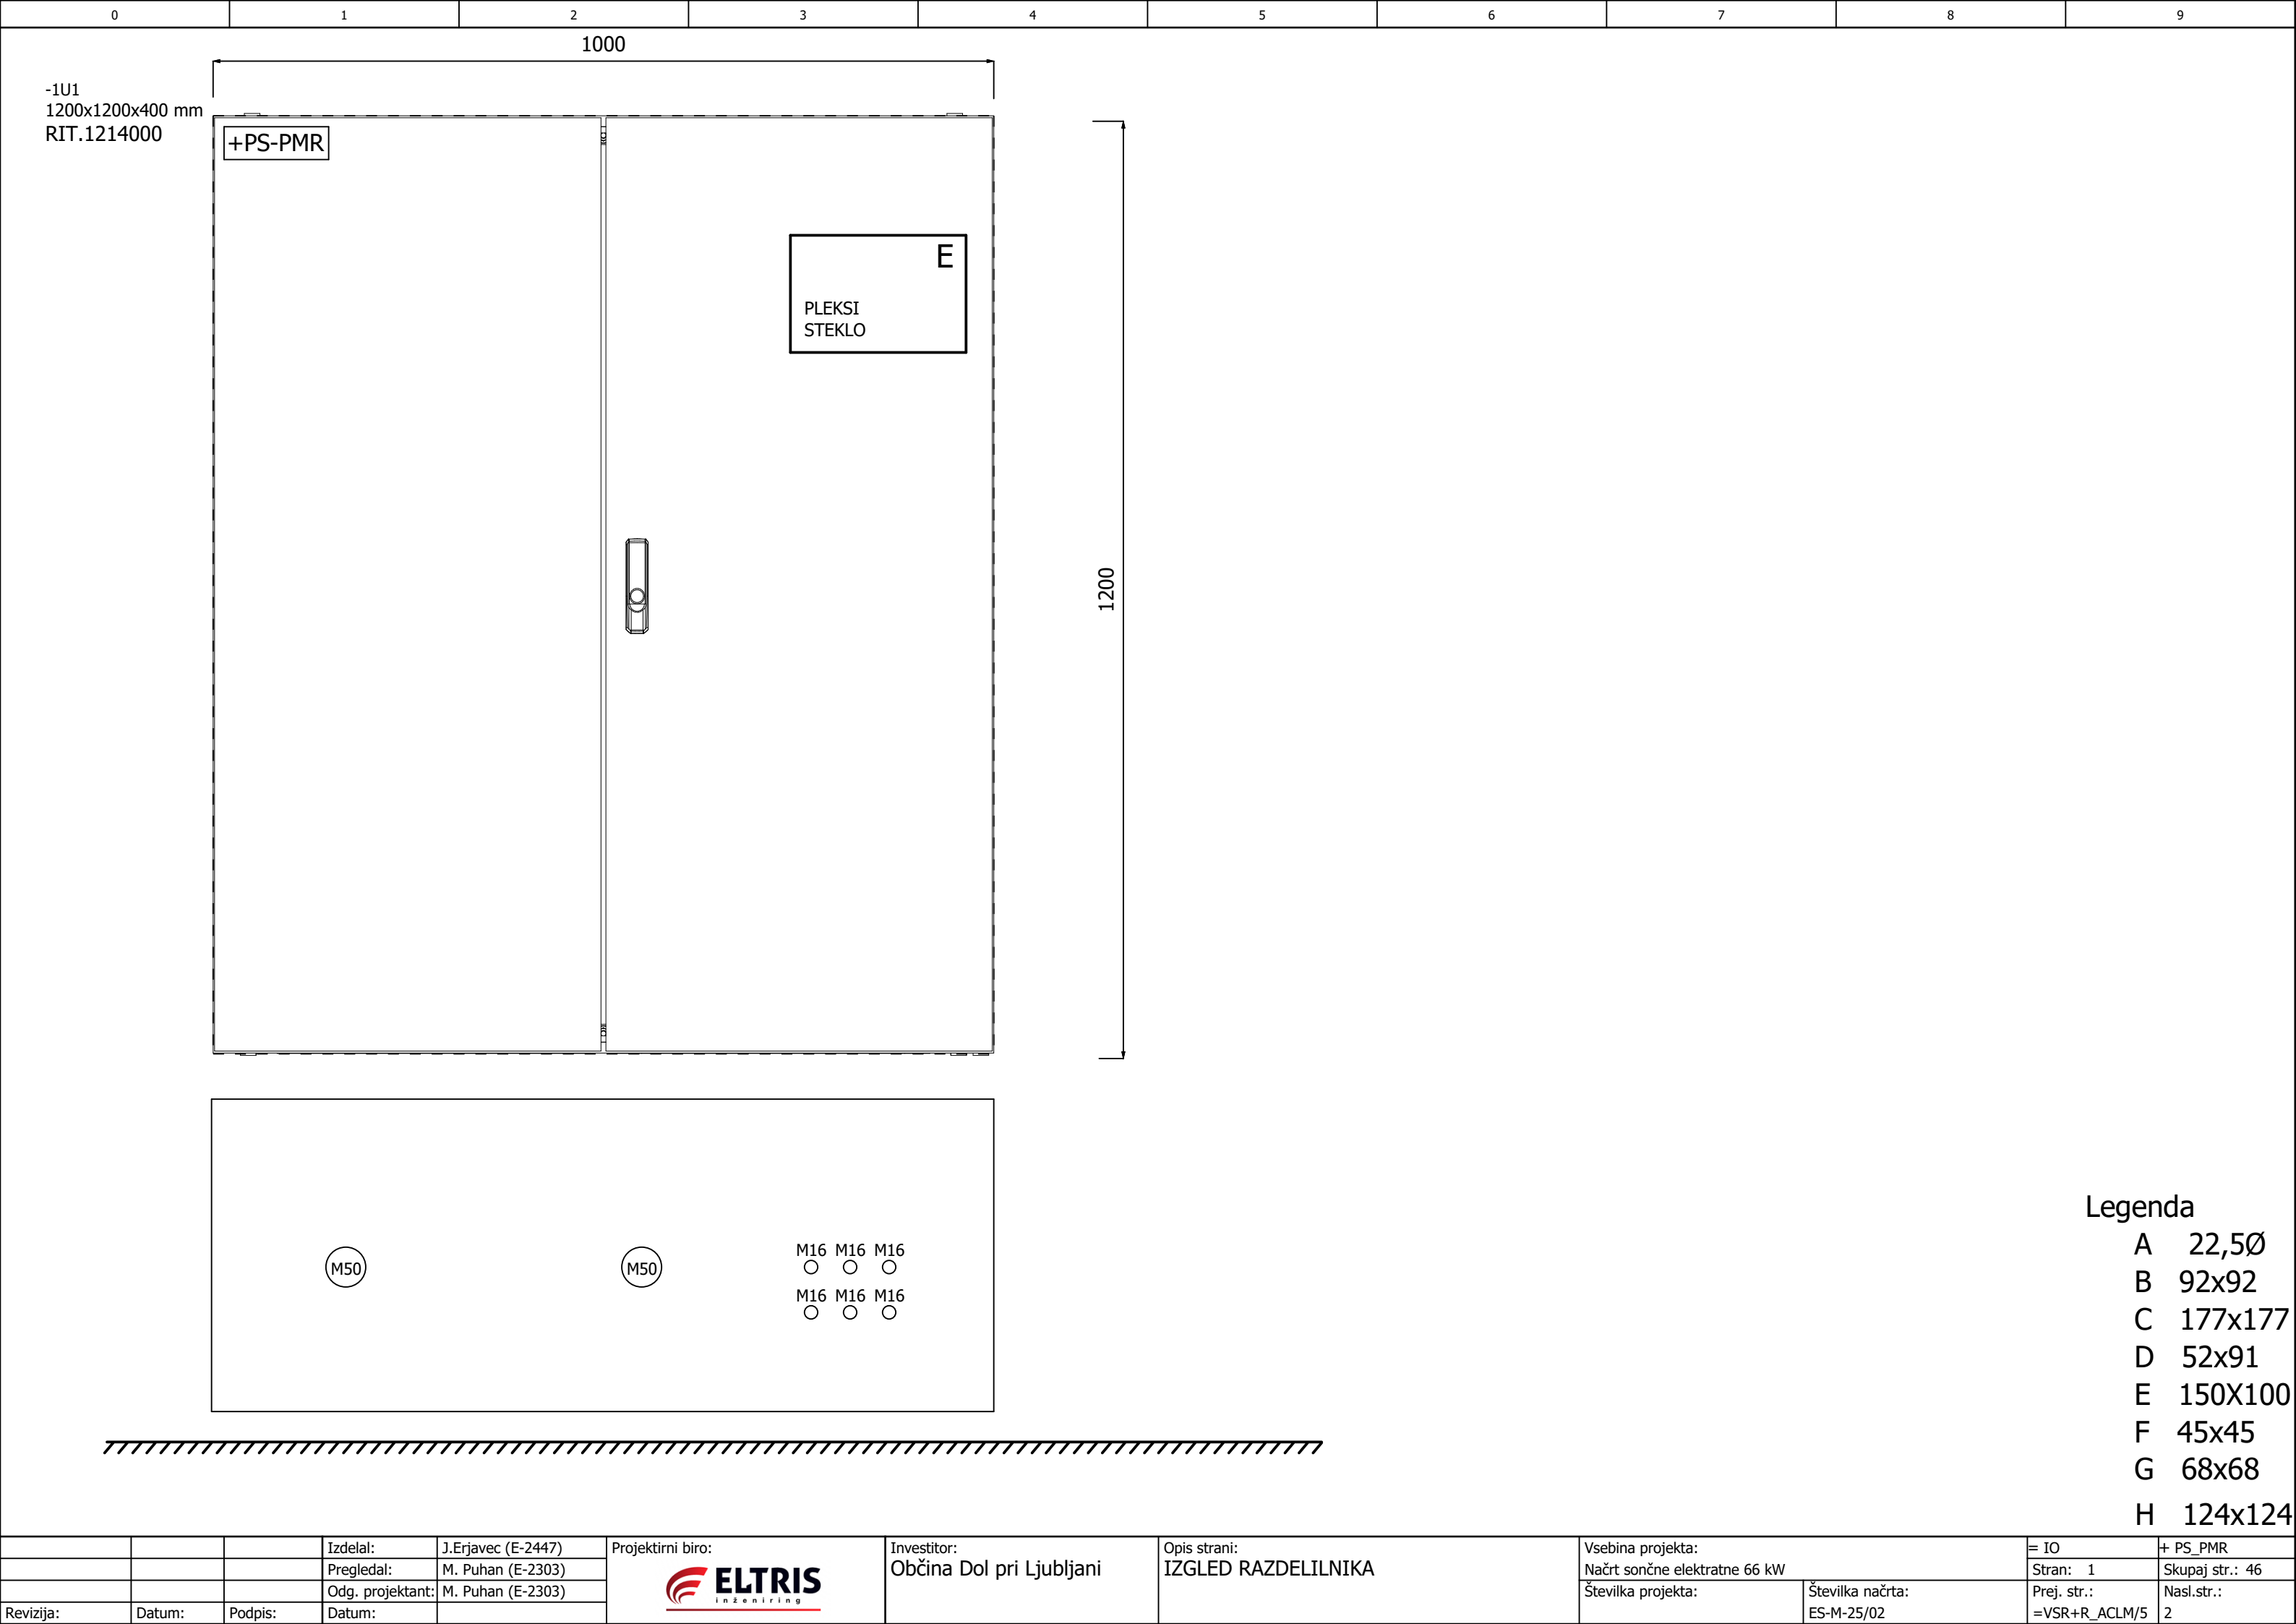 0 1 2 3 4 5 6 7 8 9
1000
-1U1
1200x1200x400 mm
RIT.1214000
+PS-PMR
E
PLEKSI
STEKLO
1200
M50 M50
M16 M16 M16
M16 M16 M16
Legenda
A 22,5Ø
B 92x92
C 177x177
D 52x91
E 150X100
F 45x45
G 68x68
H 124x124
Revizija:
Datum:
Podpis:
Izdelal: J.Erjavec (E-2447)
Pregledal: M. Puhan (E-2303)
Odg. projektant: M. Puhan (E-2303)
Datum:
Projektirni biro:
ELTRIS
inženiring
Investitor:
Občina Dol pri Ljubljani
Opis strani:
IZGLED RAZDELILNIKA
Vsebina projekta:
Načrt sončne elektratne 66 kW
Številka projekta:
Številka načrta:
ES-M-25/02
= IO
+ PS_PMR
Stran: 1
Skupaj str.: 46
Prej. str.:
=VSR+R_ACLM/5
Nasl.str.:
2